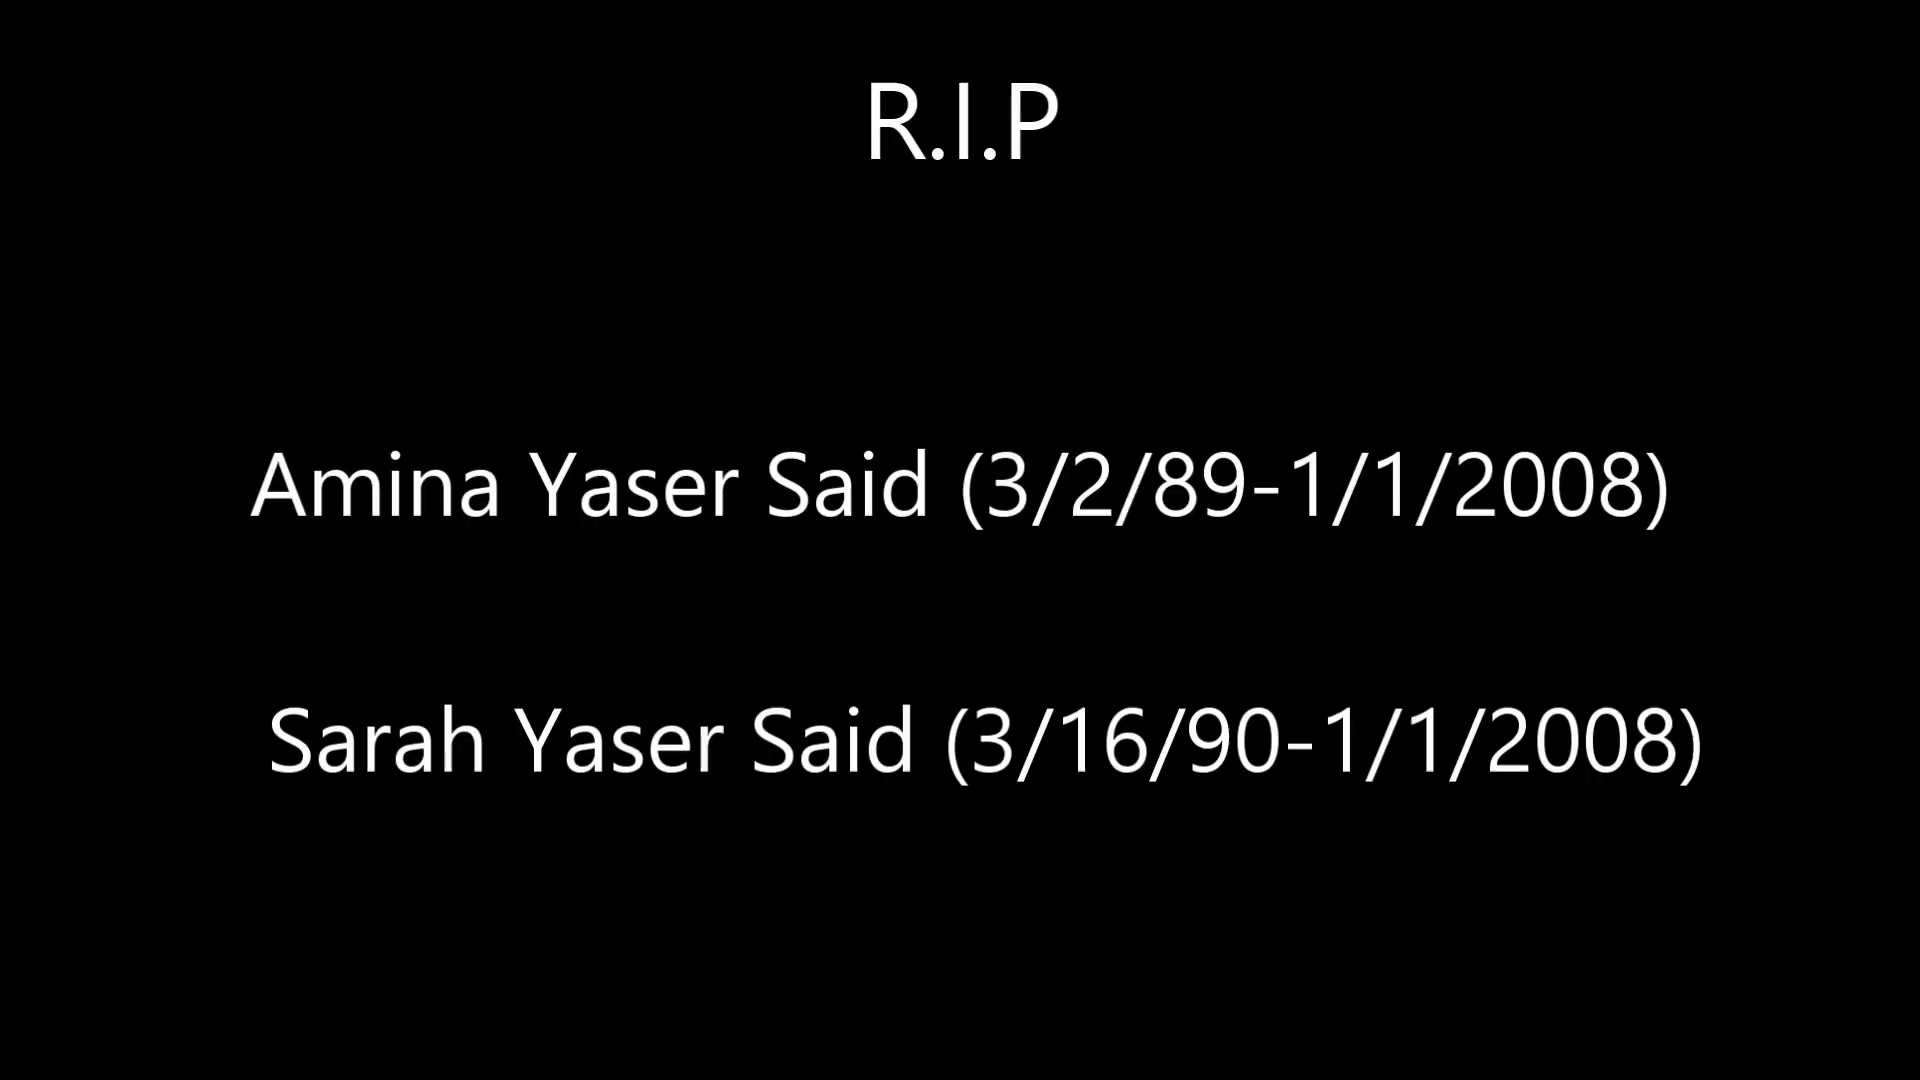 R.I.P
Amina Yaser Said (3/2/89-1/1/2008)
Sarah Yaser Said (3/16/90-1/1/2008)